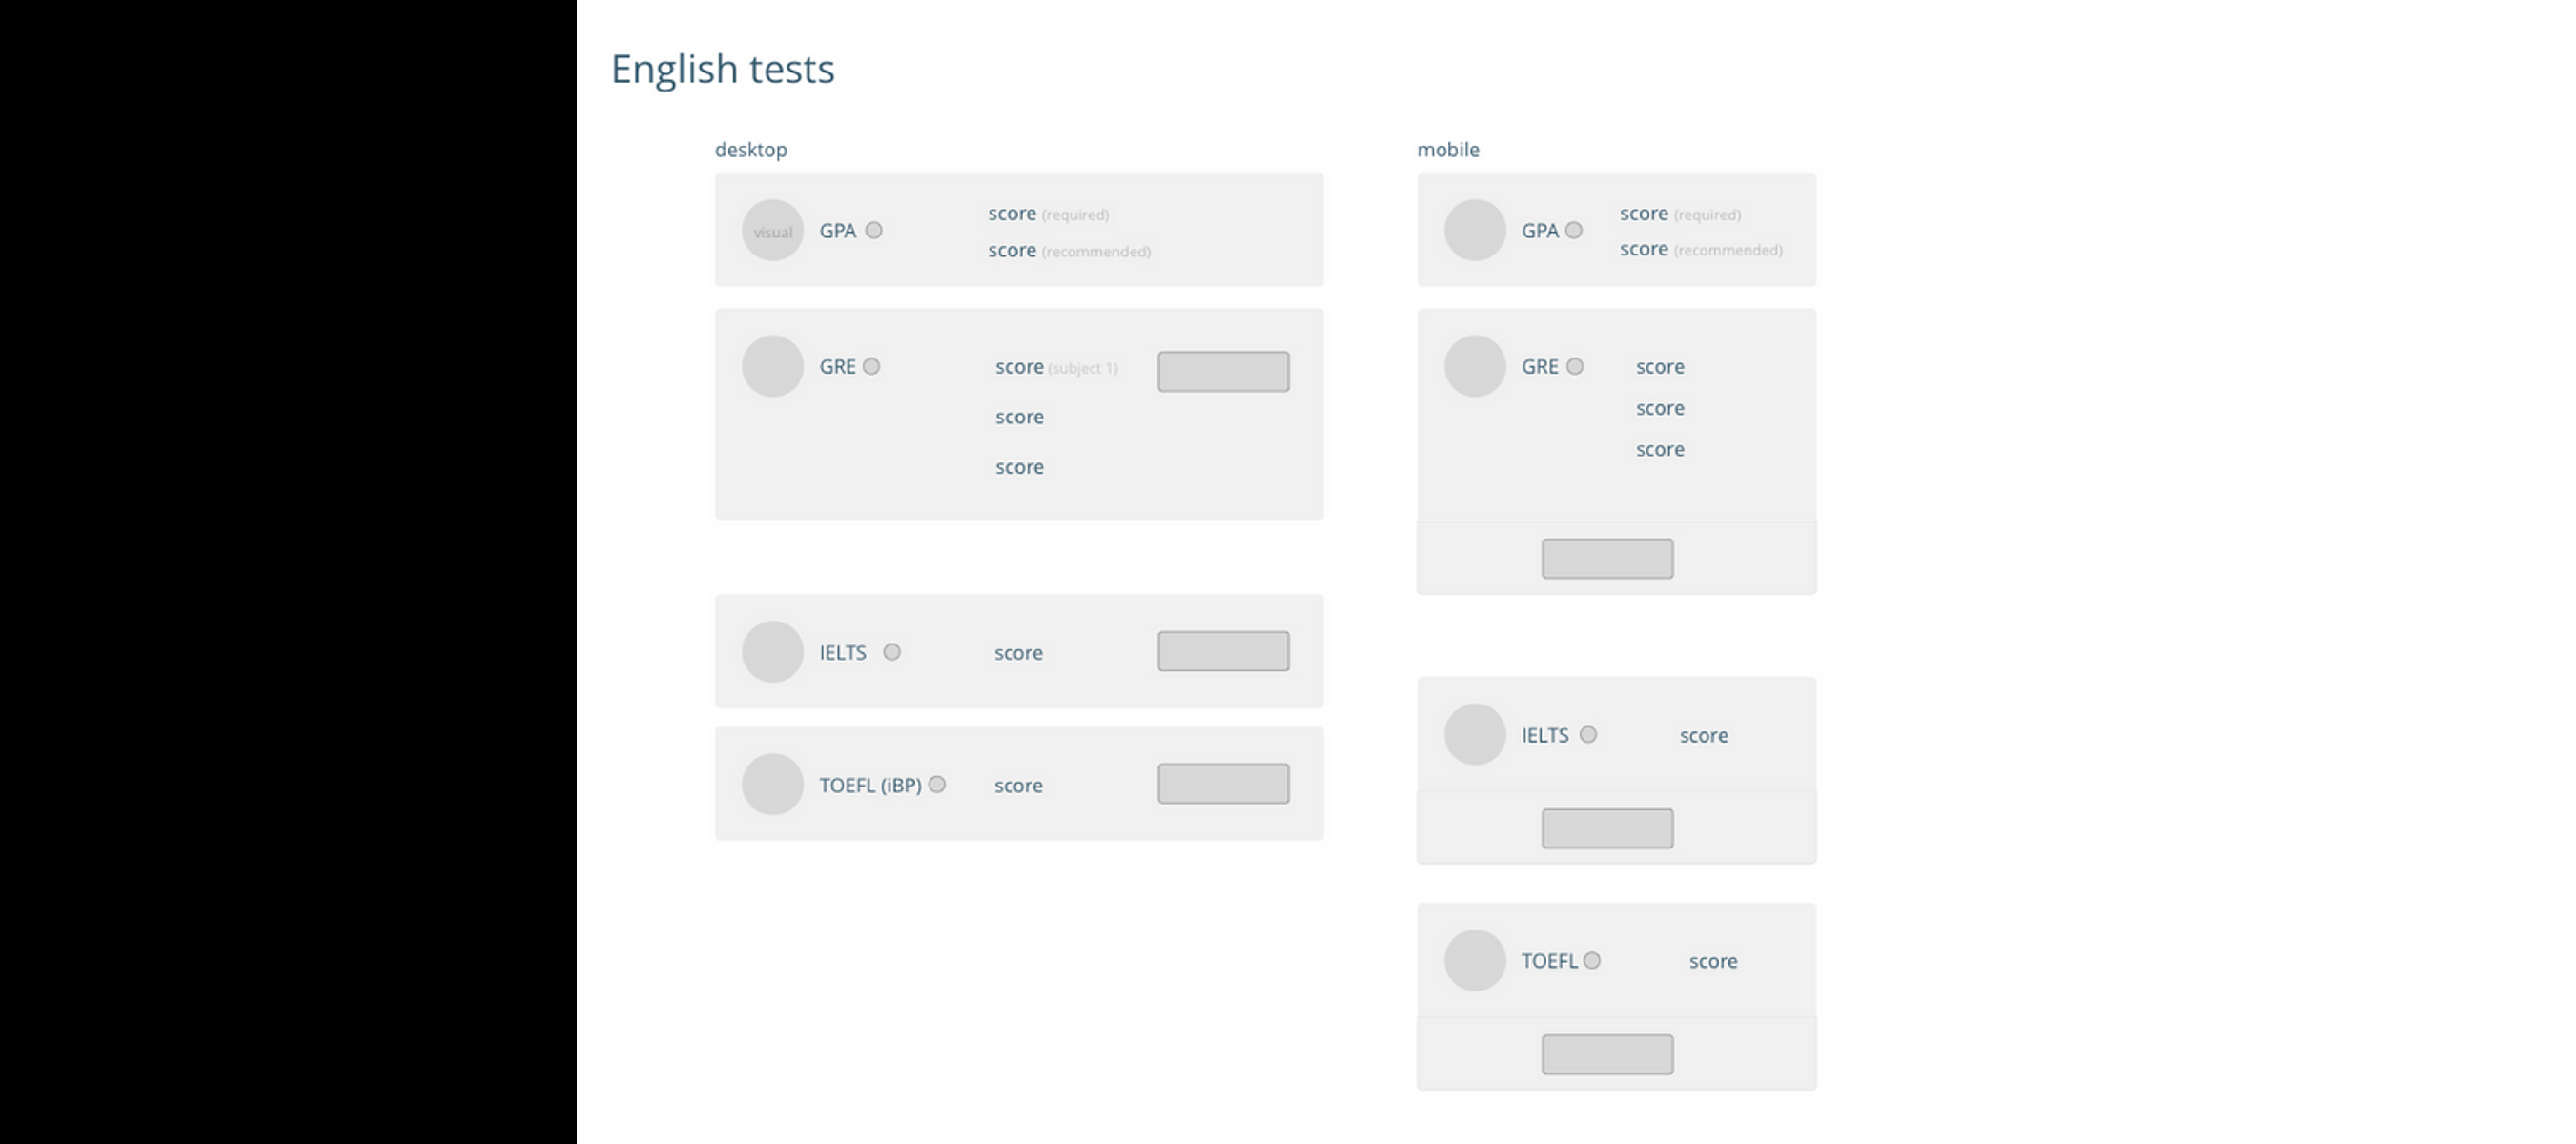 English tests
desktop
visual
GPA
score (required)
score (recommended)
GRE
score (subject 1)
score
score
IELTS
score
TOEFL (iBP)
score
mobile
GPA
score (required)
score (recommended)
GRE
score
score
score
IELTS
score
TOEFL
score